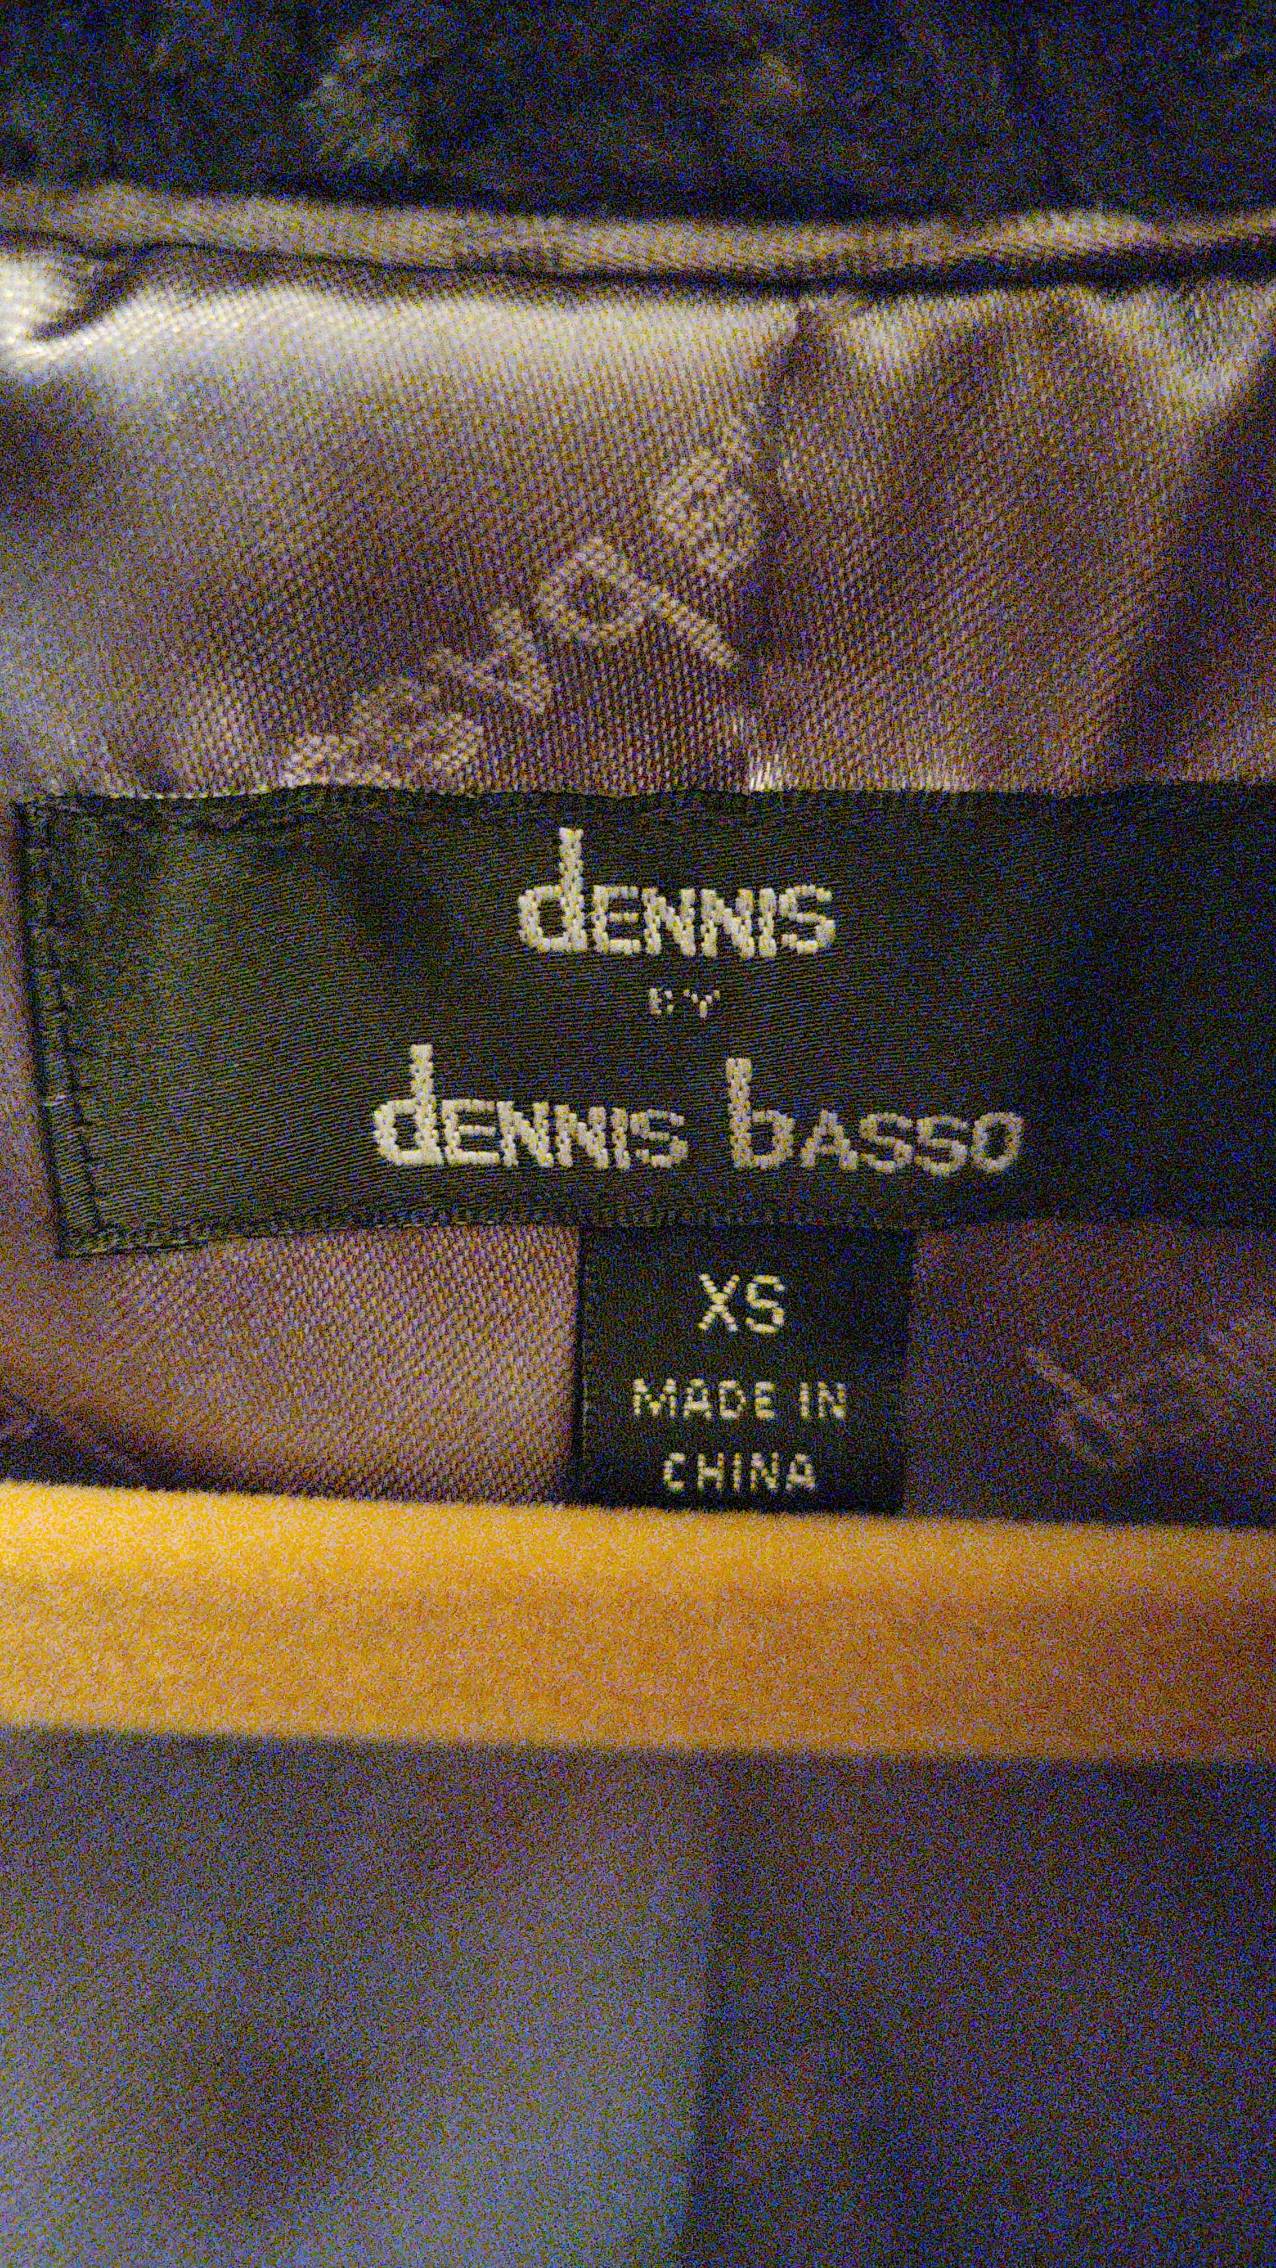 dENNIS
BY
dENNIS bASSO
XS
MADE IN
CHINA